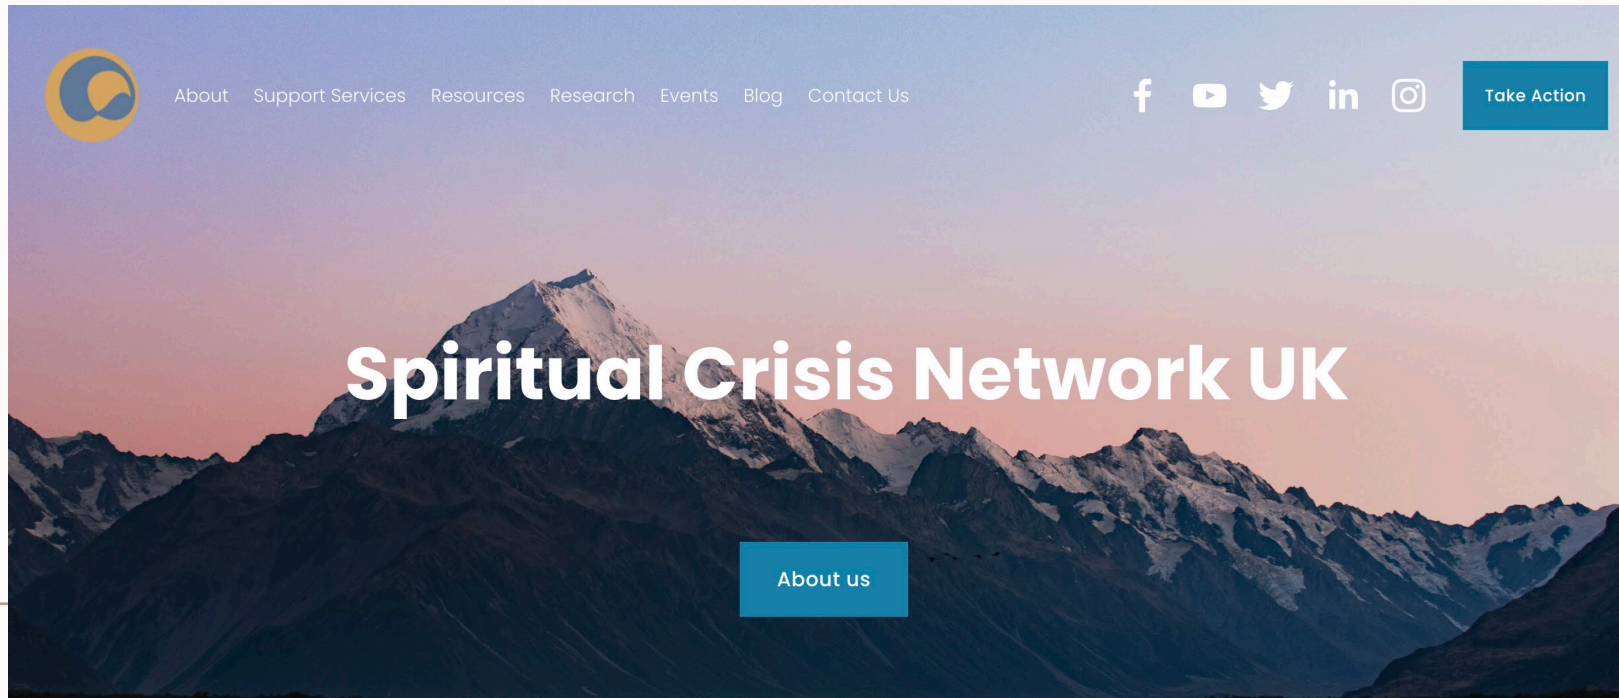 About Support Services Resources Research Events Blog Contact Us
Take Action
Spiritual Crisis Network UK
About us